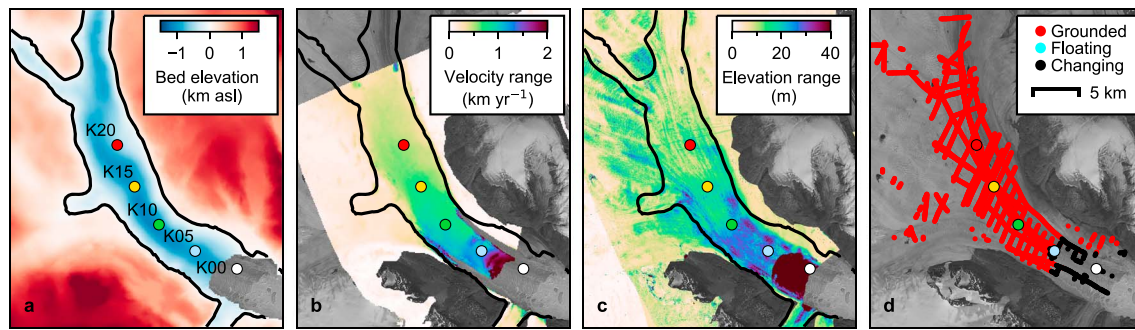 −1 0 1
Bed elevation
(km asl)
K20
K15
K10
K05
K00
a
0 1 2
Velocity range
(km yr⁻¹)
b
0 20 40
Elevation range
(m)
c
Grounded
Floating
Changing
5 km
d